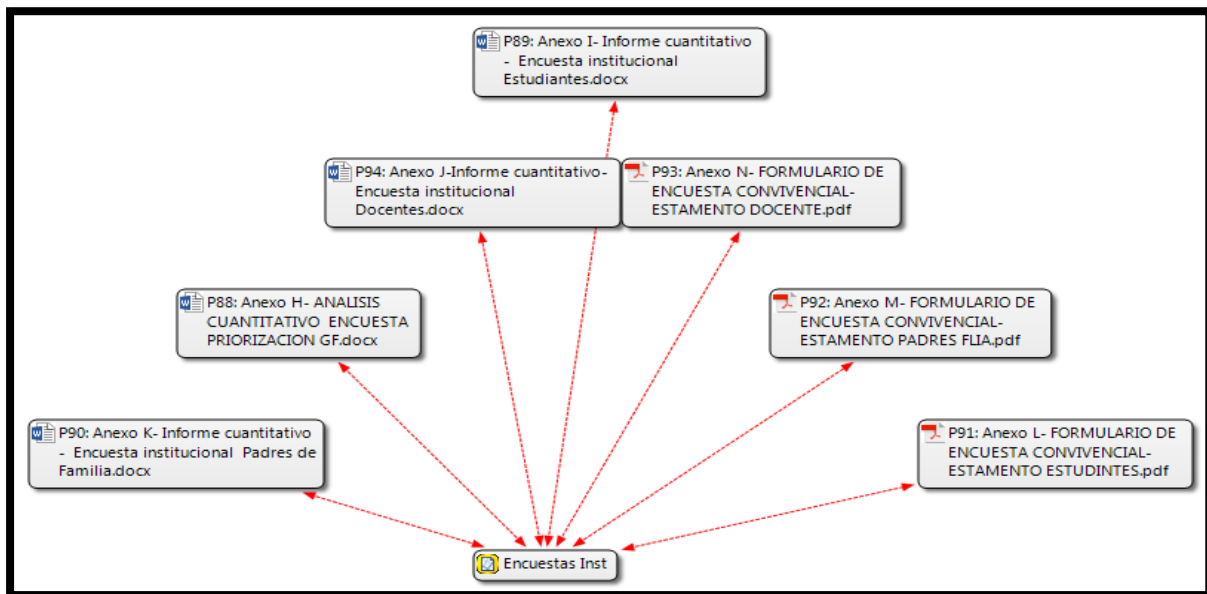 P89: Anexo I- Informe cuantitativo
- Encuesta institucional
Estudiantes.docx
P94: Anexo J-Informe cuantitativo-
Encuesta institucional
Docentes.docx
P93: Anexo N- FORMULARIO DE
ENCUESTA CONVIVENCIAL-
ESTAMENTO DOCENTE.pdf
P88: Anexo H- ANALISIS
CUANTITATIVO ENCUESTA
PRIORIZACION GF.docx
P92: Anexo M- FORMULARIO DE
ENCUESTA CONVIVENCIAL-
ESTAMENTO PADRES FLIA.pdf
P90: Anexo K- Informe cuantitativo
- Encuesta institucional Padres de
Familia.docx
P91: Anexo L- FORMULARIO DE
ENCUESTA CONVIVENCIAL-
ESTAMENTO ESTUDINTES.pdf
Encuestas Inst